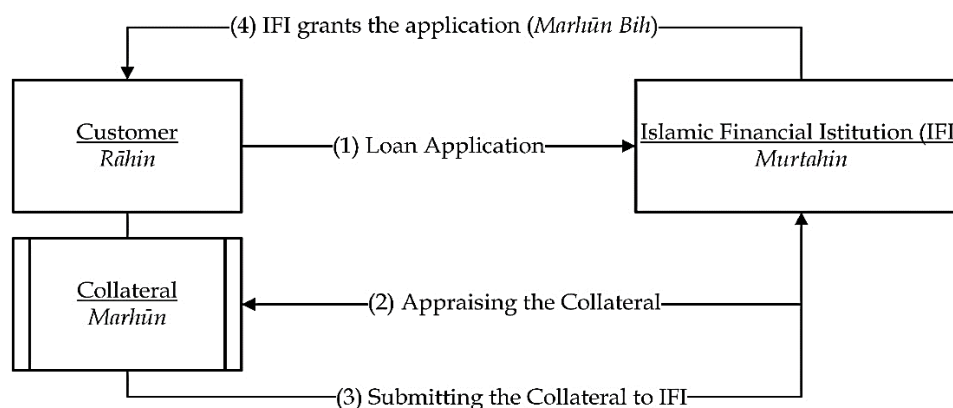 (4) IFI grants the application (Marhūn Bih)
Customer
Rāhin
(1) Loan Application
Islamic Financial Istitution (IFI
Murtahin
Collateral
Marhūn
(2) Appraising the Collateral
(3) Submitting the Collateral to IFI